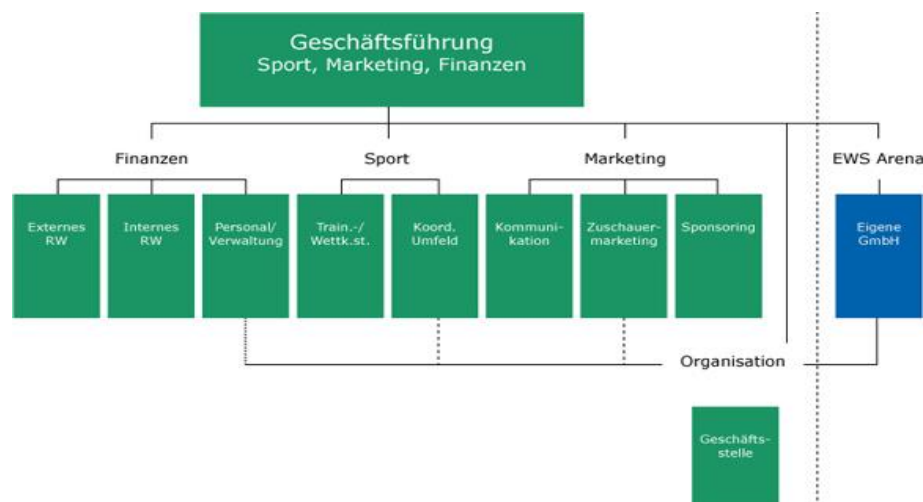 Geschäftsführung
Sport, Marketing, Finanzen
Finanzen
Sport
Marketing
EWS Arena
Externes
RW
Internes
RW
Personal/
Verwaltung
Train.-/
Wettk.st.
Koord.
Umfeld
Kommuni-
kation
Zuschauer-
marketing
Sponsoring
Eigene
GmbH
Organisation
Geschäfts-
stelle